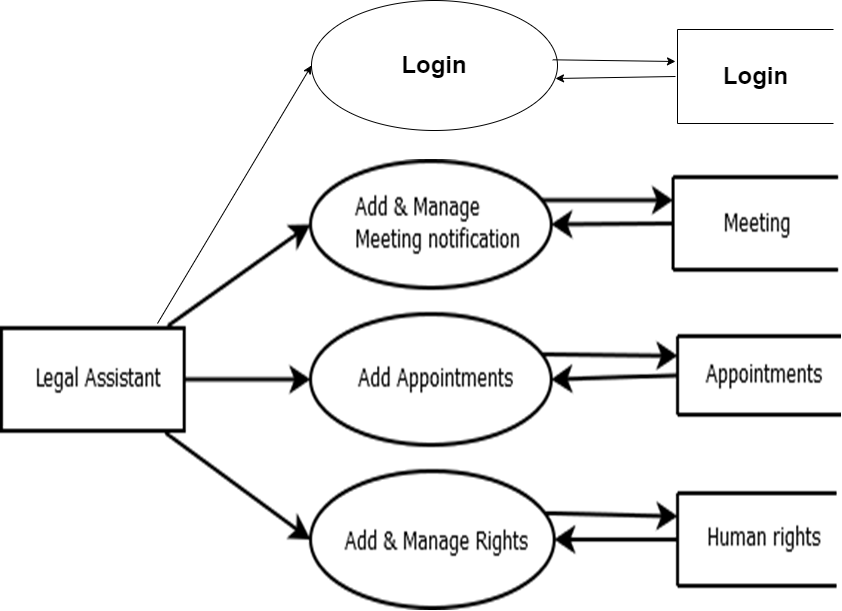 Login
Login
Add & Manage
Meeting notification
Meeting
Legal Assistant
Add Appointments
Appointments
Add & Manage Rights
Human rights